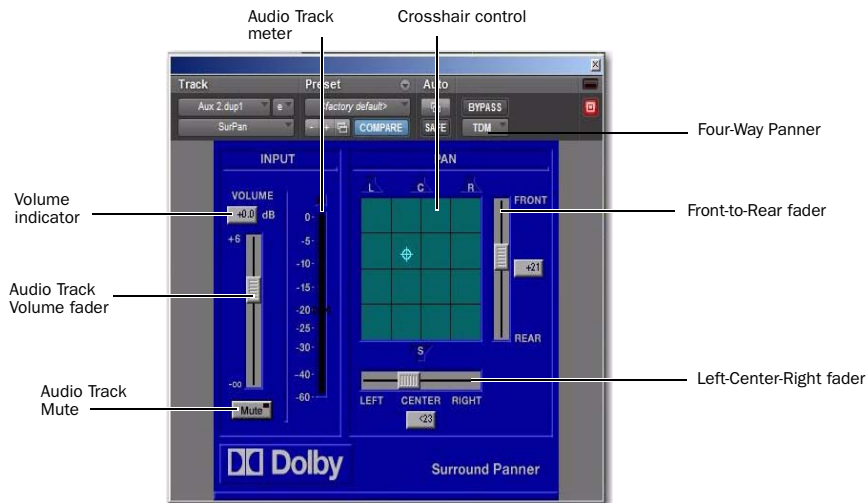 Audio Track
meter
Crosshair control
Track
Preset
Auto
Aux 2.dup1
e
<factory default>
BYPASS
SurPan
- +
COMPARE
SAFE
TDM
Four-Way Panner
INPUT
PAN
L
C
R
VOLUME
FRONT
Volume
indicator
+0.0 dB
0-
Front-to-Rear fader
+6
-5-
-10-
+21
-15-
Audio Track
Volume fader
-20-
-25-
-30-
REAR
S
-40-
-∞
-60-
Left-Center-Right fader
LEFT CENTER RIGHT
Audio Track
Mute
Mute
<23
Dolby
Surround Panner